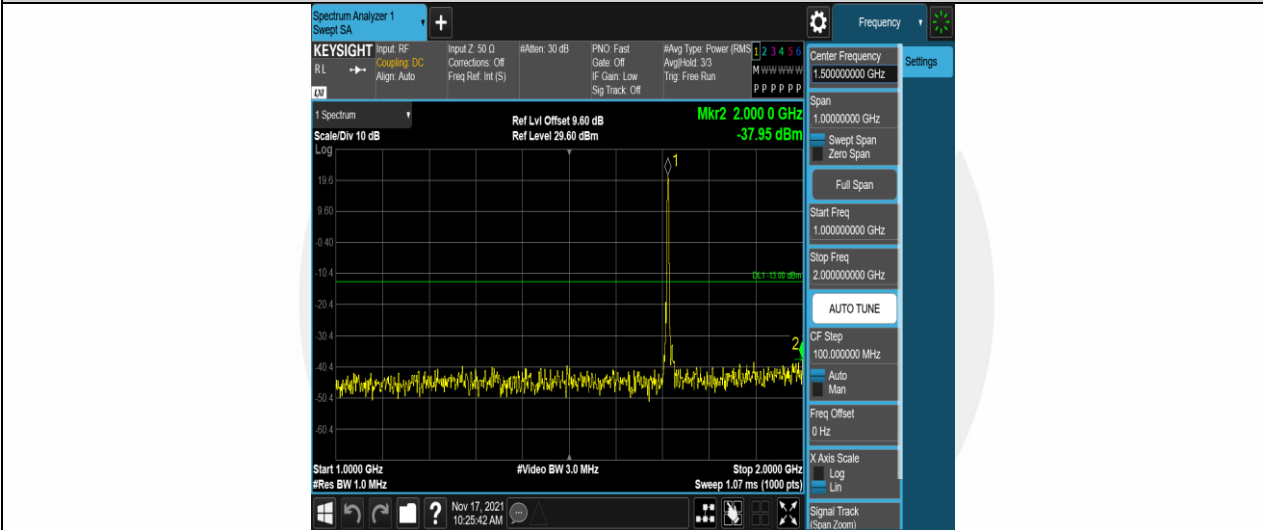 Spectrum Analyzer 1
Swept SA
+
Frequency
KEYSIGHT
RL
LXI
Input: RF
Coupling: DC
Align: Auto
Input Z: 50 Ω
Corrections: Off
Freq Ref: Int (S)
#Atten: 30 dB
PNO: Fast
Gate: Off
IF Gain: Low
Sig Track: Off
#Avg Type: Power (RMS
Avg|Hold: 3/3
Trig: Free Run
1 2 3 4 5 6
M W W W W W
P P P P P P
1 Spectrum
Scale/Div 10 dB
Ref Lvl Offset 9.60 dB
Ref Level 29.60 dBm
Mkr2 2.000 0 GHz
-37.95 dBm
Log
1
19.6
9.60
-0.40
-10.4
DL1 -13.00 dBm
-20.4
-30.4
2
-40.4
-50.4
-60.4
Start 1.0000 GHz
#Video BW 3.0 MHz
Stop 2.0000 GHz
#Res BW 1.0 MHz
Sweep 1.07 ms (1000 pts)
?
Nov 17, 2021
10:25:42 AM
Center Frequency
1.500000000 GHz
Settings
Span
1.00000000 GHz
Swept Span
Zero Span
Full Span
Start Freq
1.000000000 GHz
Stop Freq
2.000000000 GHz
AUTO TUNE
CF Step
100.000000 MHz
Auto
Man
Freq Offset
0 Hz
X Axis Scale
Log
Lin
Signal Track
(Span Zoom)